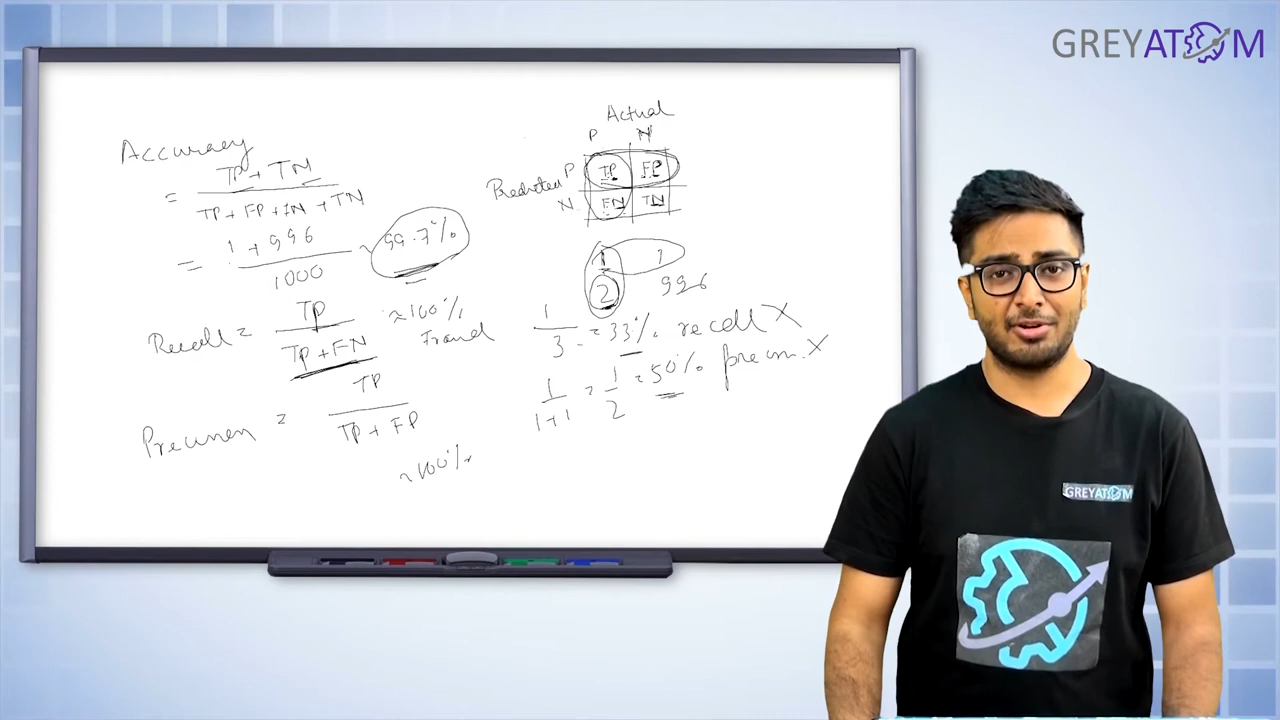 GREYATOM
Accuracy
= TP + TN
TP + FP + FN + TN
= 1 + 996
1000
99.7%
Recall = TP
TP + FN
≈100%
Fraud
= TP
TP + FP
≈100%
Actual
P N
Predicted P TP FP
N FN TN
1 1
2 996
1
3 = 33% recall X
1
1+1
= 1
2
= 50% X
GREYATOM